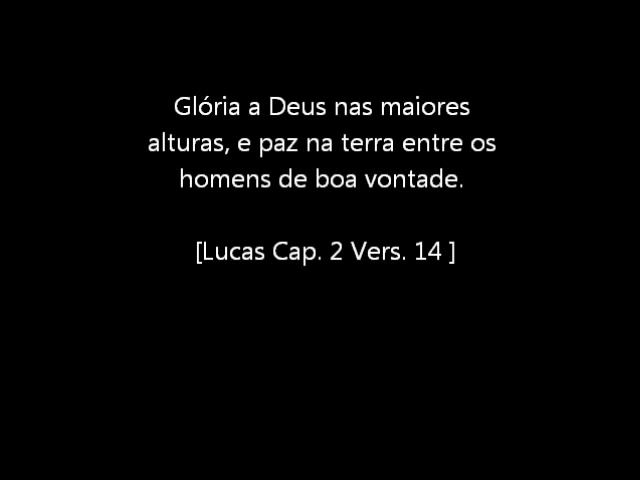 Glória a Deus nas maiores
alturas, e paz na terra entre os
homens de boa vontade.
[Lucas Cap. 2 Vers. 14 ]